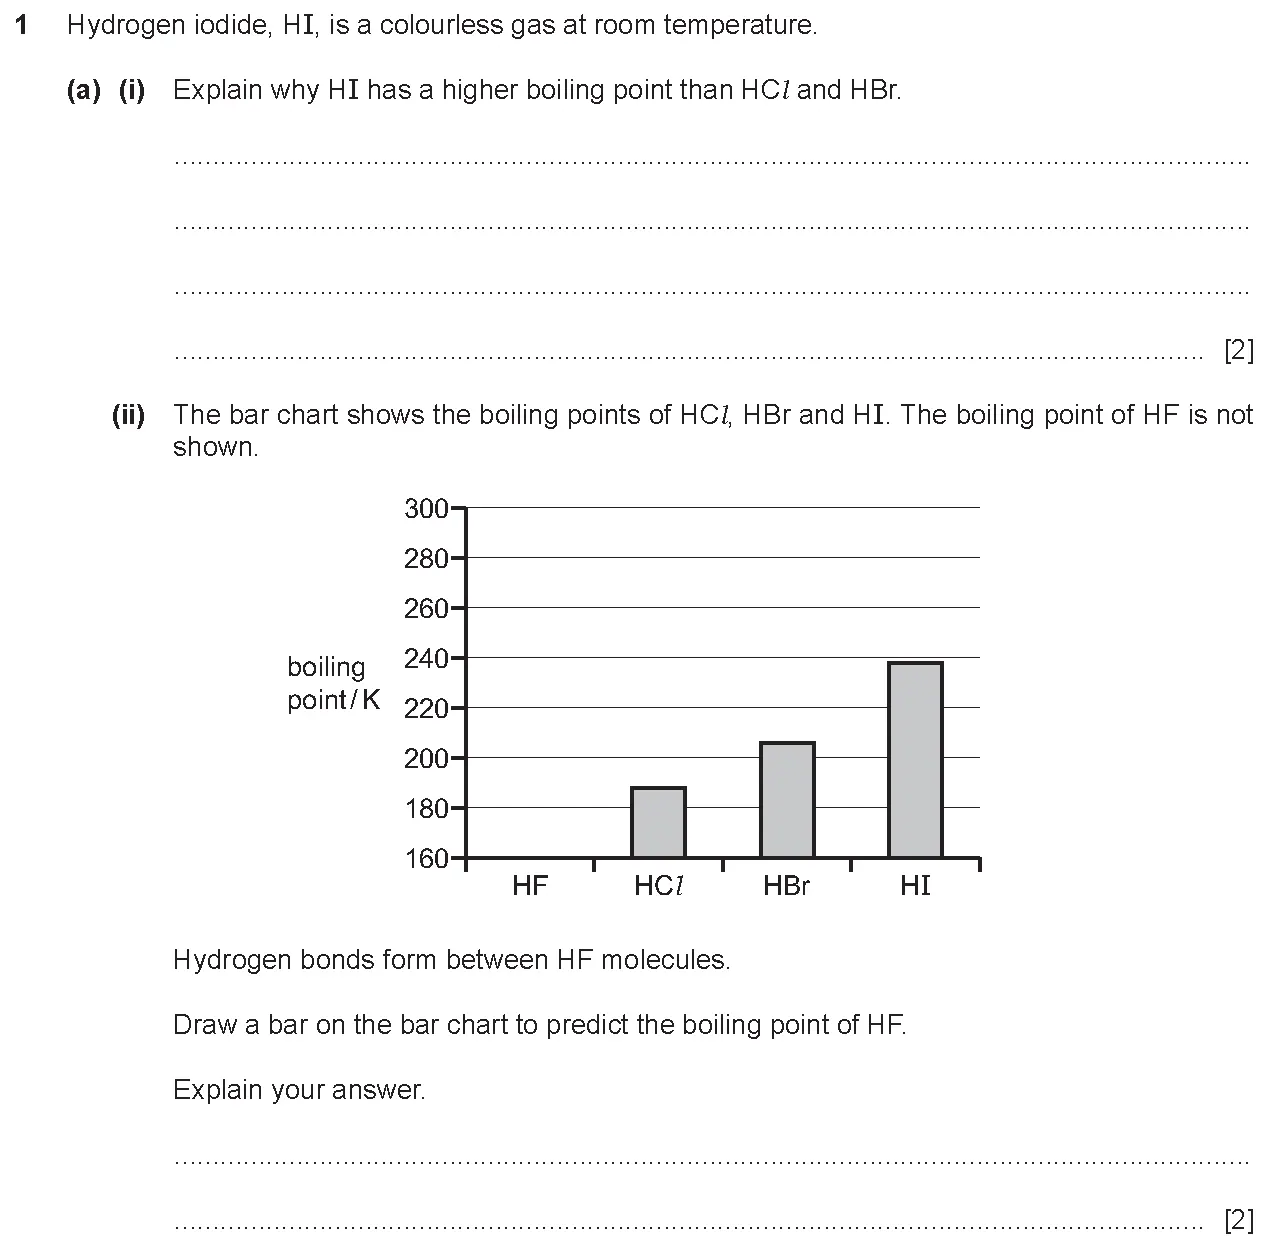 1 Hydrogen iodide, HI, is a colourless gas at room temperature.
(a) (i) Explain why HI has a higher boiling point than HCl and HBr.
[2]
(ii) The bar chart shows the boiling points of HCl, HBr and HI. The boiling point of HF is not
shown.
300
280
260
240
220
200
180
160
boiling
point / K
HF HCl HBr HI
Hydrogen bonds form between HF molecules.
Draw a bar on the bar chart to predict the boiling point of HF.
Explain your answer.
[2]